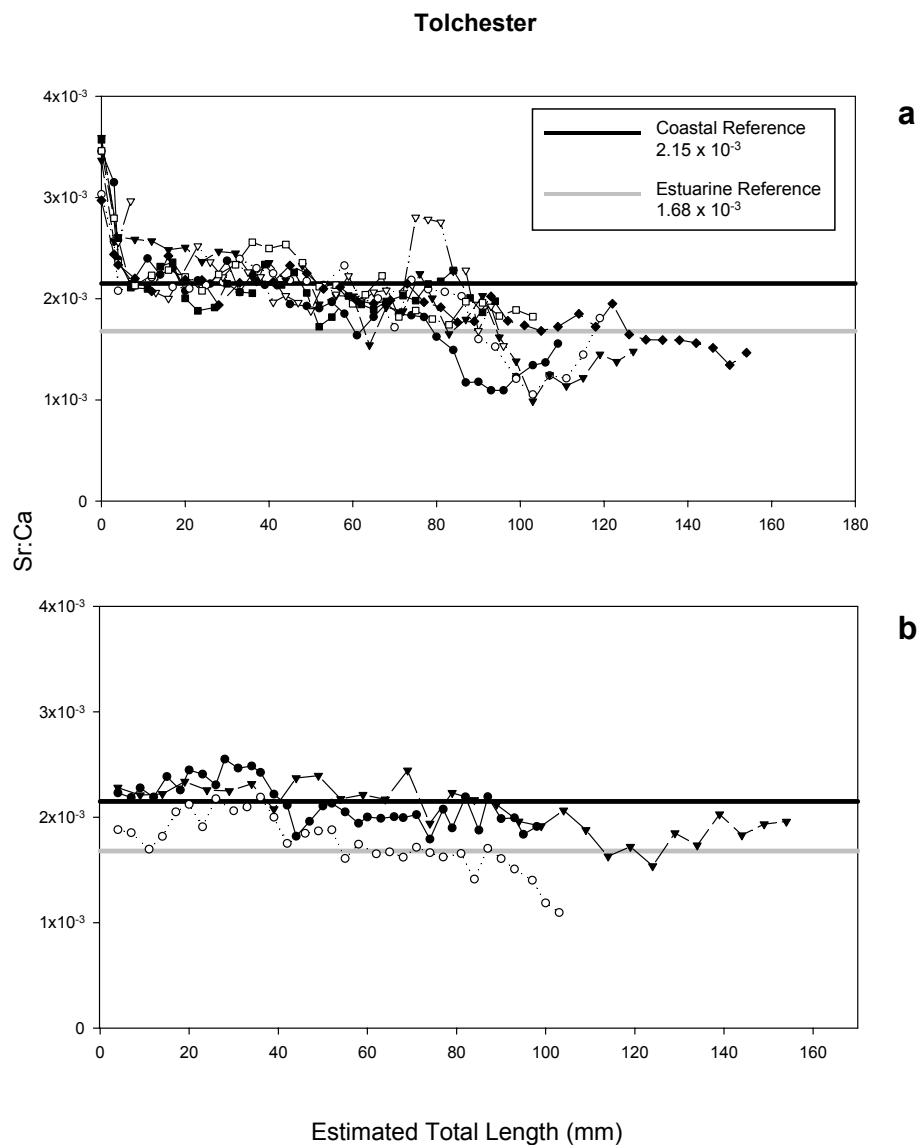 Tolchester
a
4x10⁻³
3x10⁻³
2x10⁻³
1x10⁻³
0
0 20 40 60 80 100 120 140 160 180
Coastal Reference
2.15 x 10⁻³
Estuarine Reference
1.68 x 10⁻³
Sr:Ca
b
4x10⁻³
3x10⁻³
2x10⁻³
1x10⁻³
0
0 20 40 60 80 100 120 140 160
Estimated Total Length (mm)